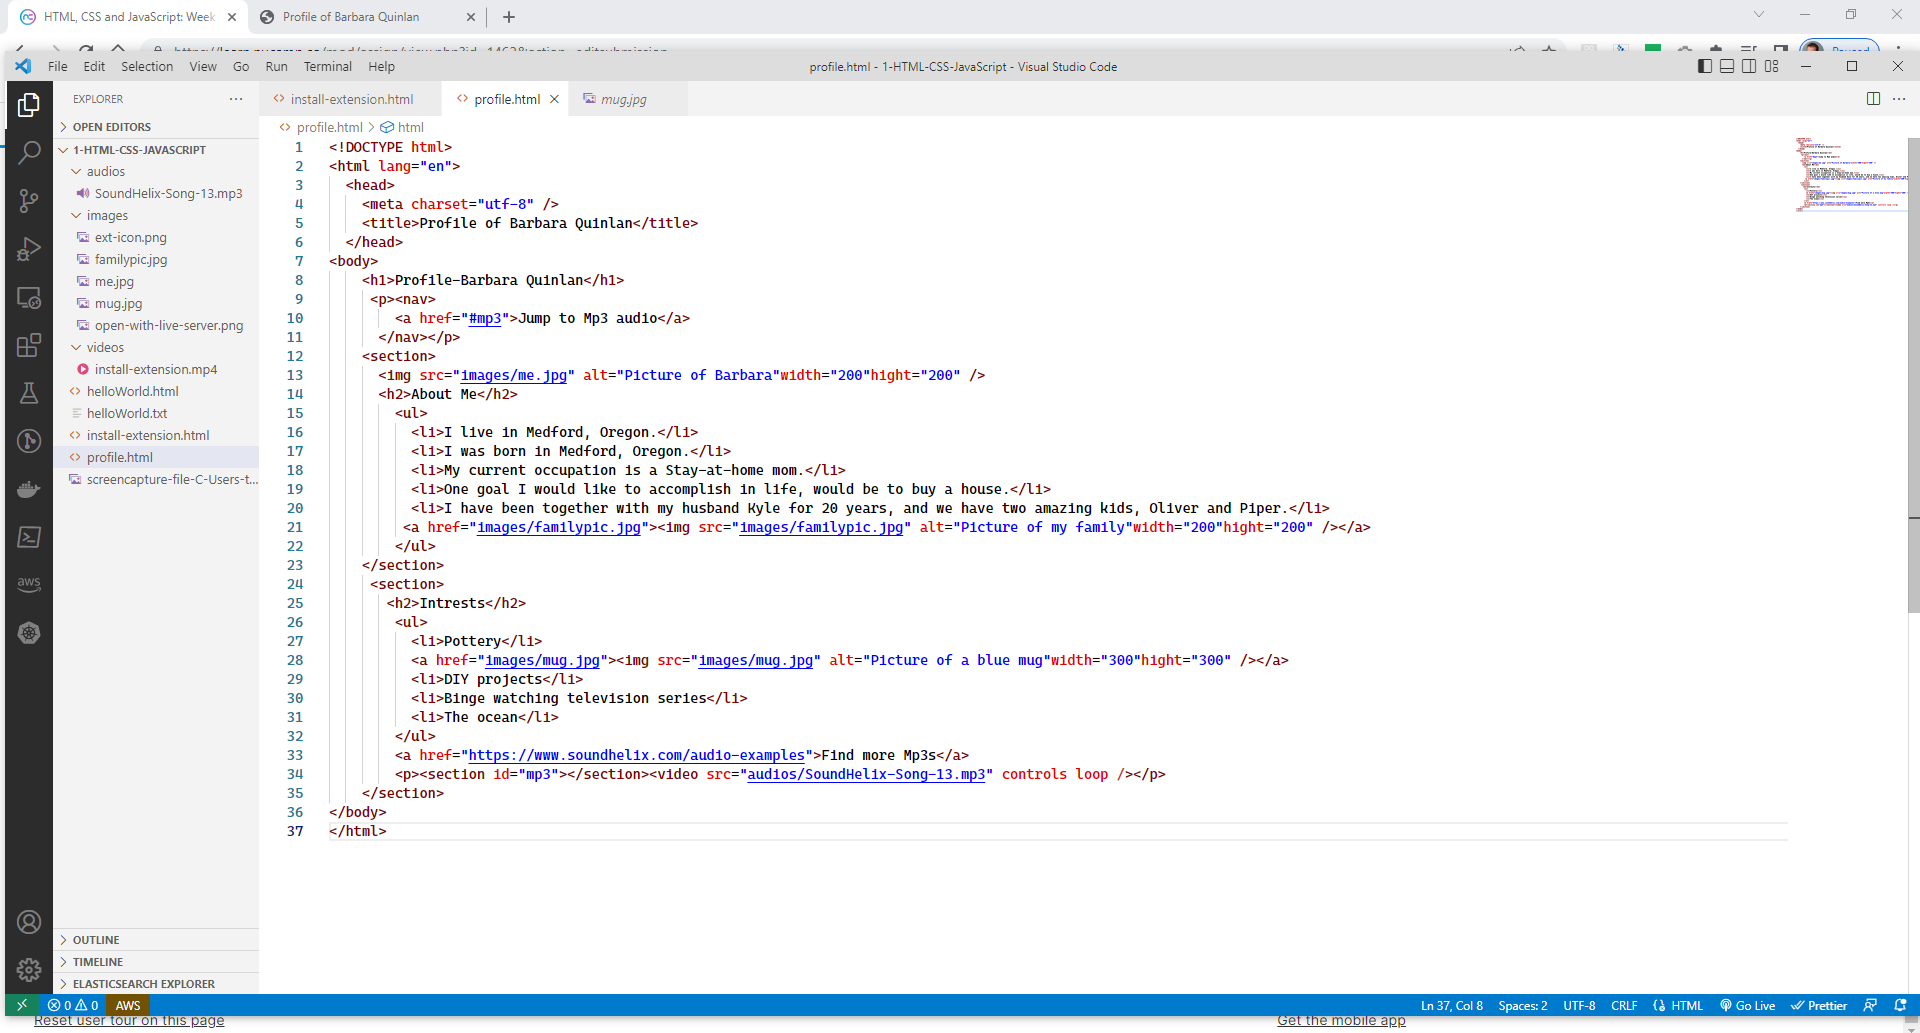 HTML, CSS and JavaScript: Week
Profile of Barbara Quinlan
File Edit Selection View Go Run Terminal Help
profile.html - 1-HTML-CSS-JavaScript - Visual Studio Code
EXPLORER
install-extension.html
profile.html
mug.jpg
OPEN EDITORS
profile.html > html
1-HTML-CSS-JAVASCRIPT
audios
SoundHelix-Song-13.mp3
images
ext-icon.png
familypic.jpg
me.jpg
mug.jpg
open-with-live-server.png
videos
install-extension.mp4
helloWorld.html
helloWorld.txt
install-extension.html
profile.html
screencapture-file-C-Users-t...
1 <!DOCTYPE html>
2 <html lang="en">
3 <head>
4 <meta charset="utf-8" />
5 <title>Profile of Barbara Quinlan</title>
6 </head>
7 <body>
8 <h1>Profile-Barbara Quinlan</h1>
9 <p><nav>
10 <a href="#mp3">Jump to Mp3 audio</a>
11 </nav></p>
12 <section>
13 <img src="images/me.jpg" alt="Picture of Barbara"width="200"hight="200" />
14 <h2>About Me</h2>
15 <ul>
16 <li>I live in Medford, Oregon.</li>
17 <li>I was born in Medford, Oregon.</li>
18 <li>My current occupation is a Stay-at-home mom.</li>
19 <li>One goal I would like to accomplish in life, would be to buy a house.</li>
20 <li>I have been together with my husband Kyle for 20 years, and we have two amazing kids, Oliver and Piper.</li>
21 <a href="images/familypic.jpg"><img src="images/familypic.jpg" alt="Picture of my family"width="200"hight="200" /></a>
22 </ul>
23 </section>
24 <section>
25 <h2>Intrests</h2>
26 <ul>
27 <li>Pottery</li>
28 <a href="images/mug.jpg"><img src="images/mug.jpg" alt="Picture of a blue mug"width="300"hight="300" /></a>
29 <li>DIY projects</li>
30 <li>Binge watching television series</li>
31 <li>The ocean</li>
32 </ul>
33 <a href="https://www.soundhelix.com/audio-examples">Find more Mp3s</a>
34 <p><section id="mp3"></section><video src="audios/SoundHelix-Song-13.mp3" controls loop /></p>
35 </section>
36 </body>
37 </html>
aws
OUTLINE
TIMELINE
ELASTICSEARCH EXPLORER
0 0 AWS
Ln 37, Col 8 Spaces: 2 UTF-8 CRLF HTML Go Live Prettier
Reset user tour on this page
Get the mobile app